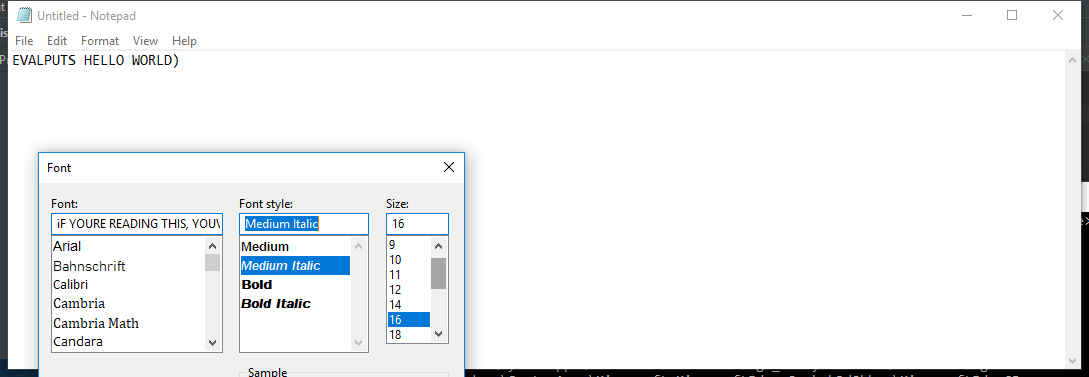 Untitled - Notepad
File Edit Format View Help
EVALPUTS HELLO WORLD)
Font
Font: Font style: Size:
iF YOURE READING THIS, YOU\ Medium Italic 16
Arial Medium 9
Bahnschrift Medium Italic 10
Calibri Bold 11
Cambria Bold Italic 12
Cambria Math 14
Candara 16
18
Sample